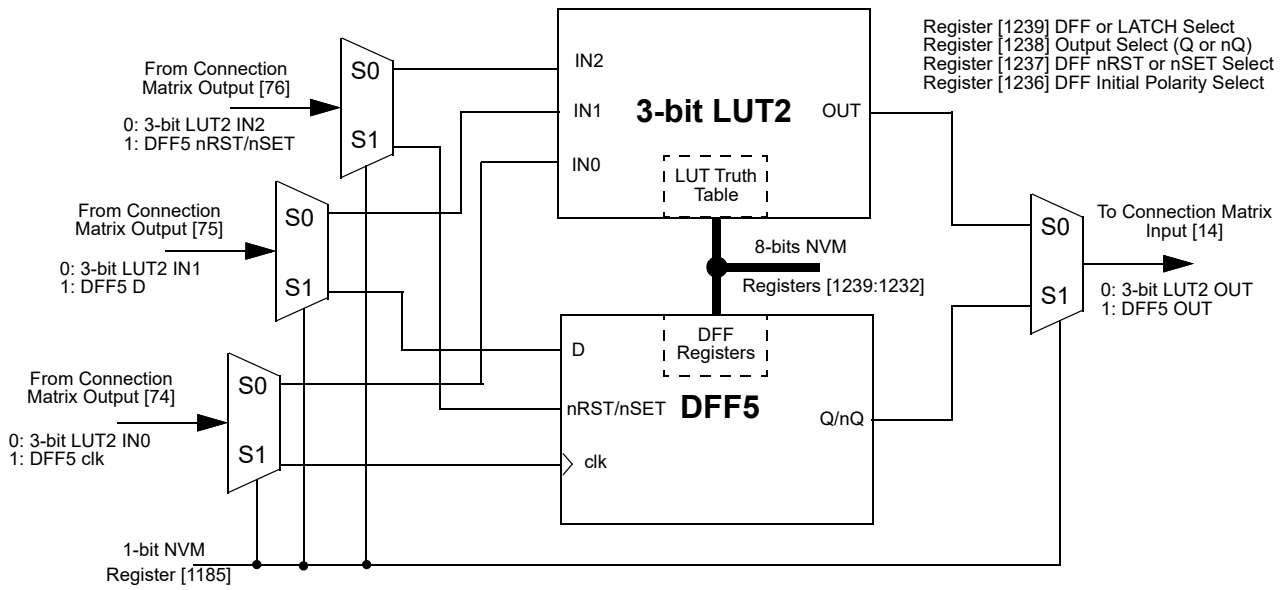 Register [1239] DFF or LATCH Select
Register [1238] Output Select (Q or nQ)
Register [1237] DFF nRST or nSET Select
Register [1236] DFF Initial Polarity Select
From Connection
Matrix Output [76]
0: 3-bit LUT2 IN2
1: DFF5 nRST/nSET
S0
S1
IN2
IN1
IN0
3-bit LUT2
OUT
LUT Truth
Table
From Connection
Matrix Output [75]
0: 3-bit LUT2 IN1
1: DFF5 D
S0
S1
8-bits NVM
Registers [1239:1232]
S0
S1
To Connection Matrix
Input [14]
0: 3-bit LUT2 OUT
1: DFF5 OUT
From Connection
Matrix Output [74]
0: 3-bit LUT2 IN0
1: DFF5 clk
S0
S1
D
nRST/nSET
clk
DFF
Registers
DFF5
Q/nQ
1-bit NVM
Register [1185]